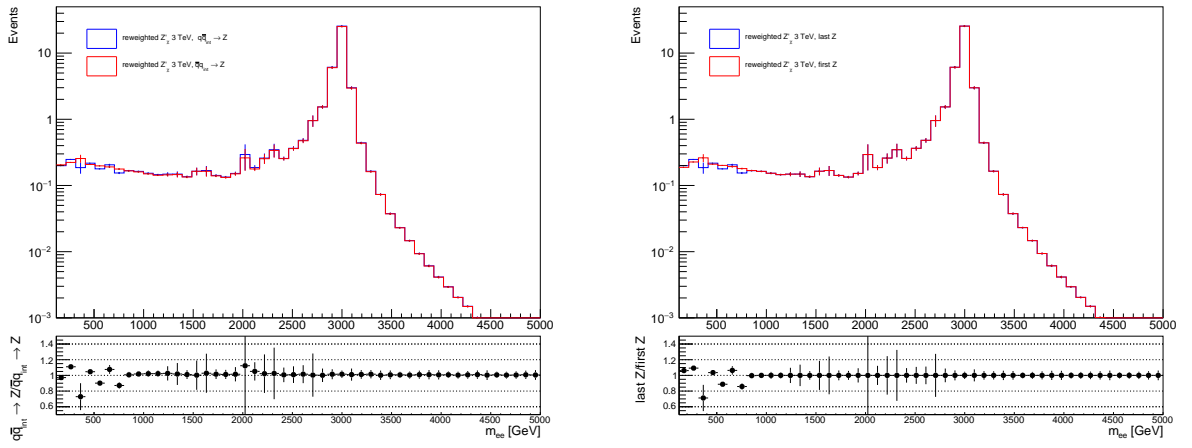 Events
10
1
10⁻¹
10⁻²
10⁻³
reweighted Z'χ 3 TeV, qq̅int → Z
reweighted Z'χ 3 TeV, q̅qint → Z
500 1000 1500 2000 2500 3000 3500 4000 4500 5000
qq̅int → Z/q̅qint → Z
1.4
1.2
1
0.8
0.6
500 1000 1500 2000 2500 3000 3500 4000 4500 5000
mee [GeV]
Events
10
1
10⁻¹
10⁻²
10⁻³
reweighted Z'χ 3 TeV, last Z
reweighted Z'χ 3 TeV, first Z
500 1000 1500 2000 2500 3000 3500 4000 4500 5000
last Z/first Z
1.4
1.2
1
0.8
0.6
500 1000 1500 2000 2500 3000 3500 4000 4500 5000
mee [GeV]